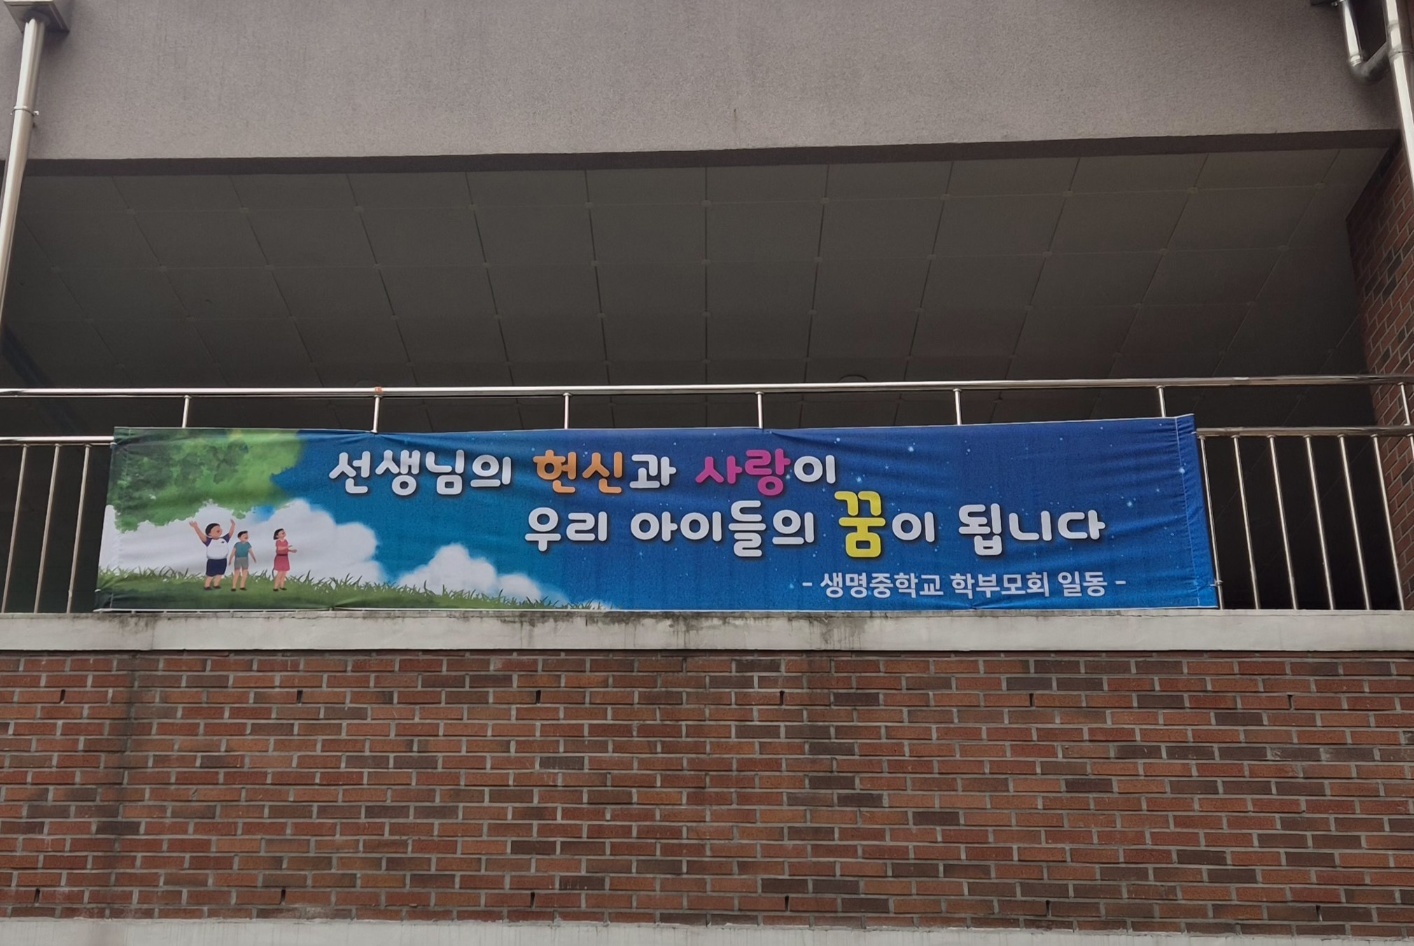 선생님의 헌신과 사랑이
우리 아이들의 꿈이 됩니다
- 생명중학교 학부모회 일동 -